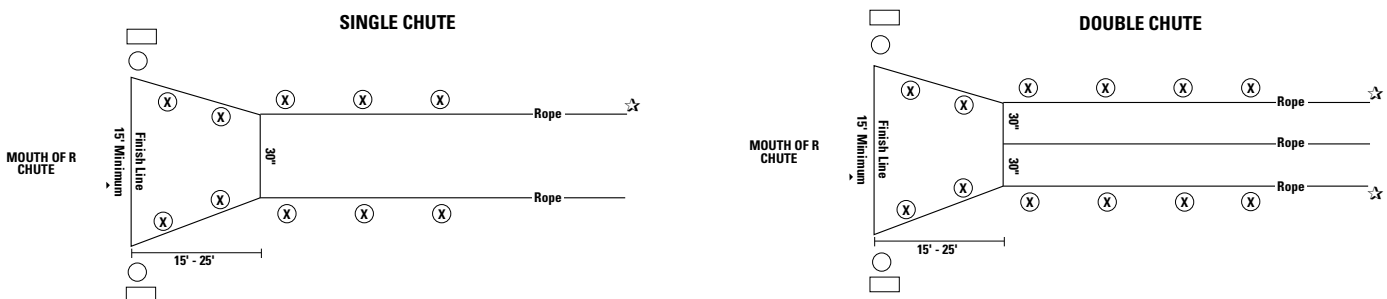 SINGLE CHUTE
MOUTH OF R
CHUTE
15' Minimum
Finish Line
X
X
X
X
X
Rope
30"
Rope
X
X
X
X
X
15' - 25'
DOUBLE CHUTE
MOUTH OF R
CHUTE
15' Minimum
Finish Line
X
X
X
X
X
X
Rope
30"
Rope
30"
Rope
X
X
X
X
X
X
15' - 25'